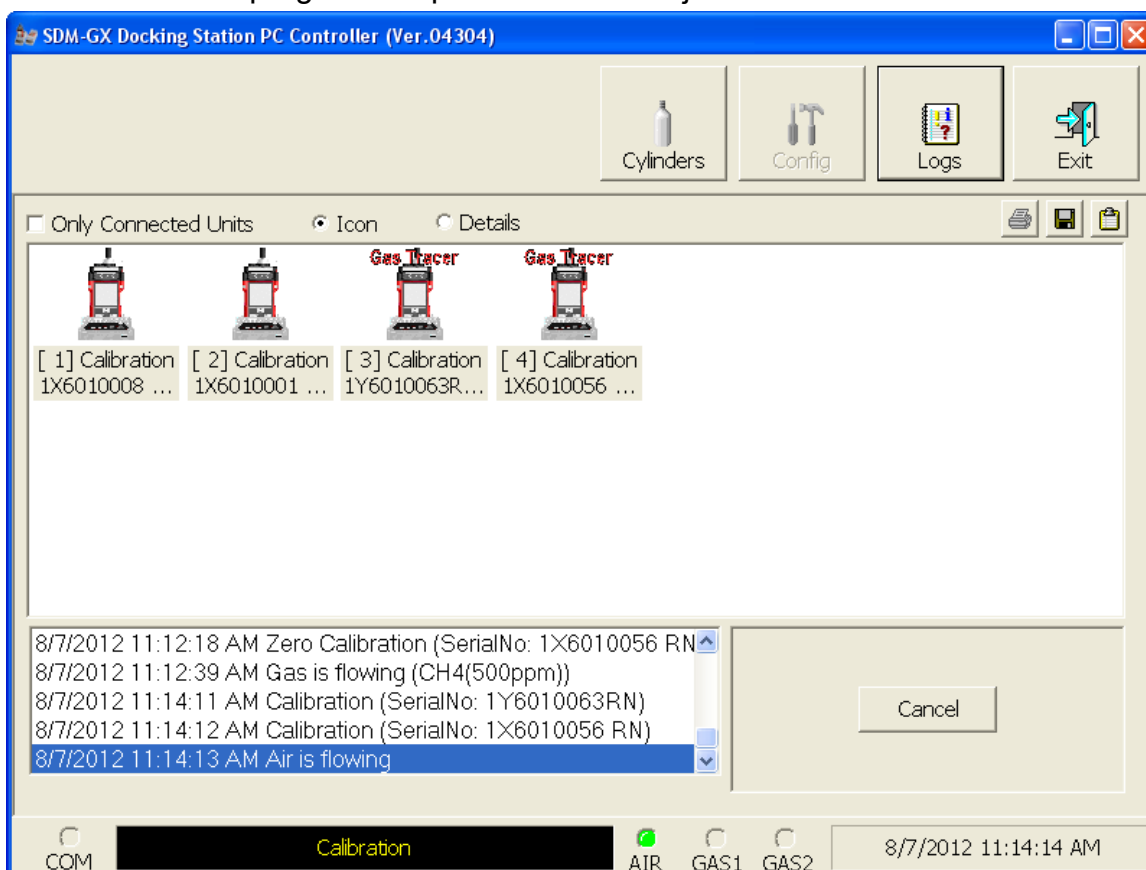 SDM-GX Docking Station PC Controller (Ver.04304)
Cylinders
Config
Logs
Exit
Only Connected Units
Icon
Details
Gas Tracer
Gas Tracer
[ 1] Calibration
1X6010008 ...
[ 2] Calibration
1X6010001 ...
[ 3] Calibration
1Y6010063R...
[ 4] Calibration
1X6010056 ...
8/7/2012 11:12:18 AM Zero Calibration (SerialNo: 1X6010056 RN
8/7/2012 11:12:39 AM Gas is flowing (CH4(500ppm))
8/7/2012 11:14:11 AM Calibration (SerialNo: 1Y6010063RN)
8/7/2012 11:14:12 AM Calibration (SerialNo: 1X6010056 RN)
8/7/2012 11:14:13 AM Air is flowing
Cancel
COM
Calibration
AIR
GAS1
GAS2
8/7/2012 11:14:14 AM